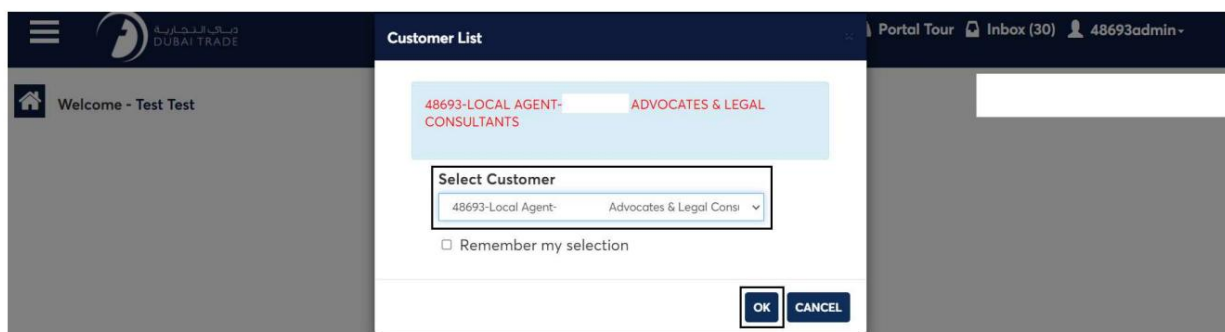 دبي التجارية
DUBAI TRADE
Customer List
×
Portal Tour
Inbox (30)
48693admin
Welcome - Test Test
48693-LOCAL AGENT- ADVOCATES & LEGAL
CONSULTANTS
Select Customer
48693-Local Agent- Advocates & Legal Consu
Remember my selection
OK
CANCEL